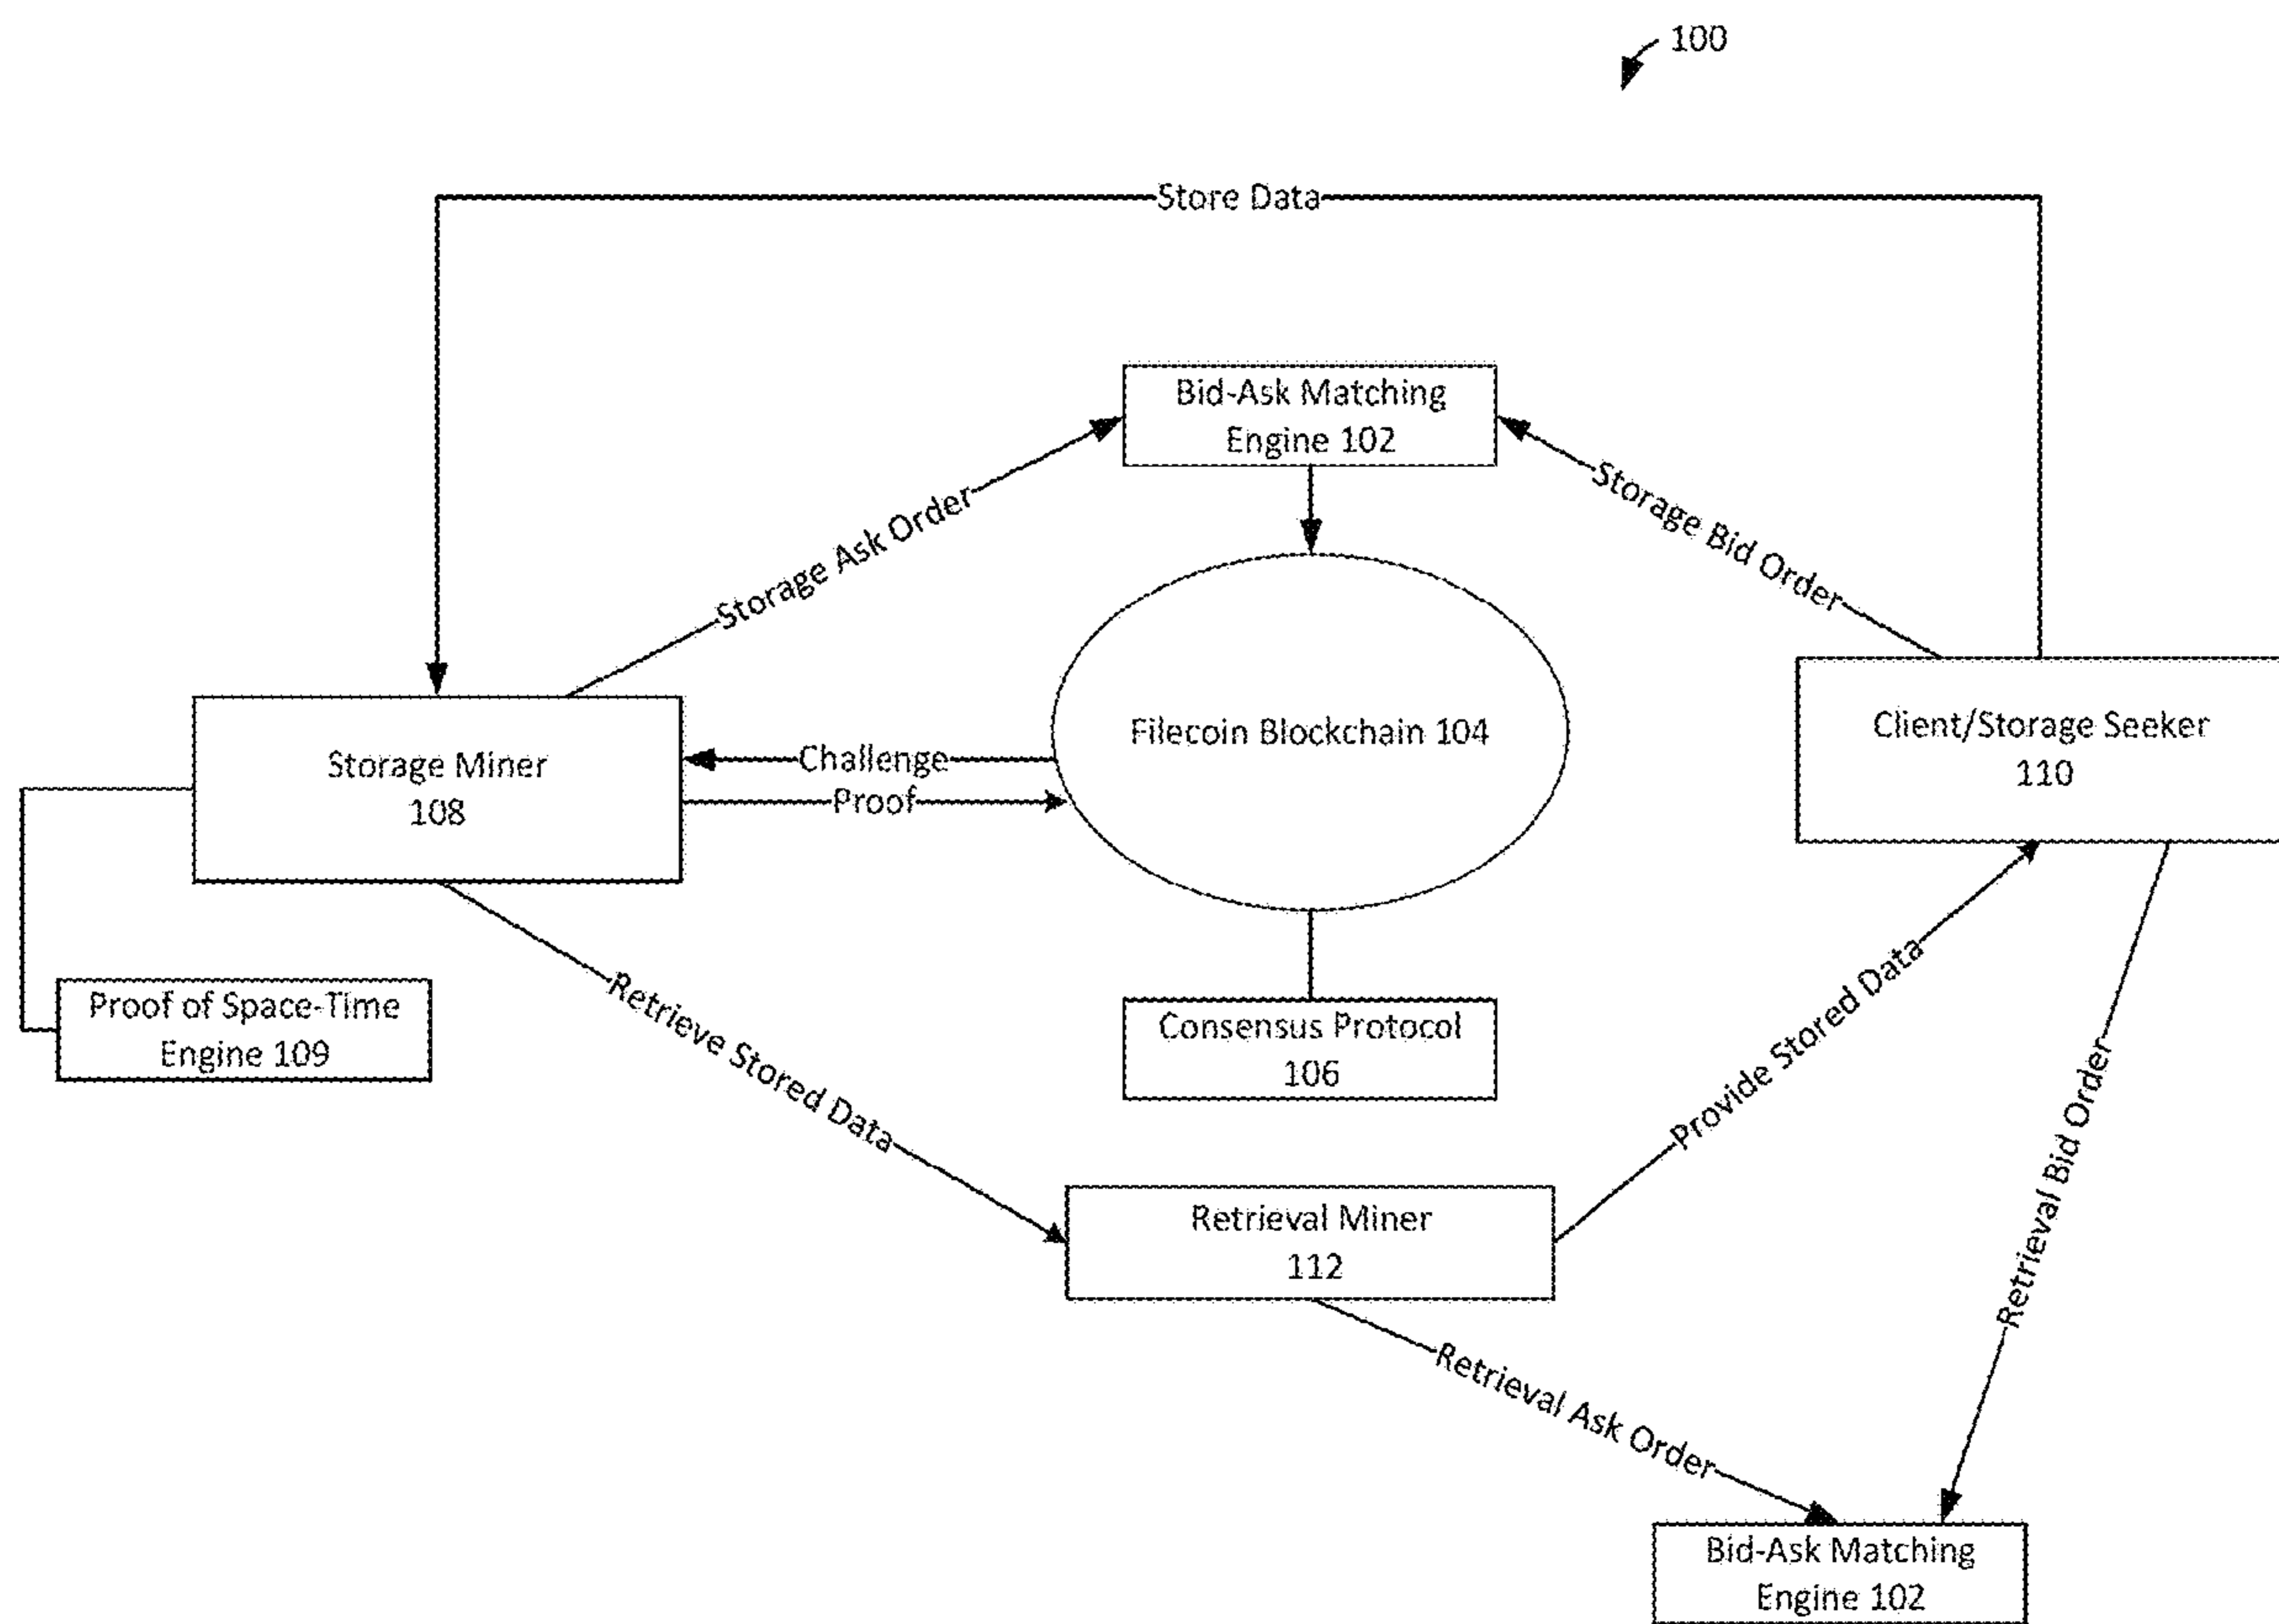 100
Store Data
Bid-Ask Matching
Engine 102
Storage Ask Order
Storage Bid Order
Filecoin Blockchain 104
Client/Storage Seeker
110
Storage Miner
108
Challenge
Proof
Proof of Space-Time
Engine 109
Retrieve Stored Data
Consensus Protocol
106
Provide Stored Data
Retrieval Bid Order
Retrieval Miner
112
Retrieval Ask Order
Bid-Ask Matching
Engine 102